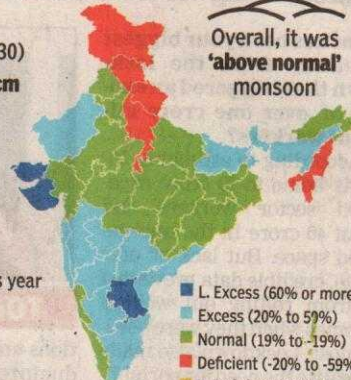 30)
cm
Overall, it was
'above normal'
monsoon
s year
L. Excess (60% or more
Excess (20% to 59%)
Normal (19% to -19%)
Deficient (-20% to -59%